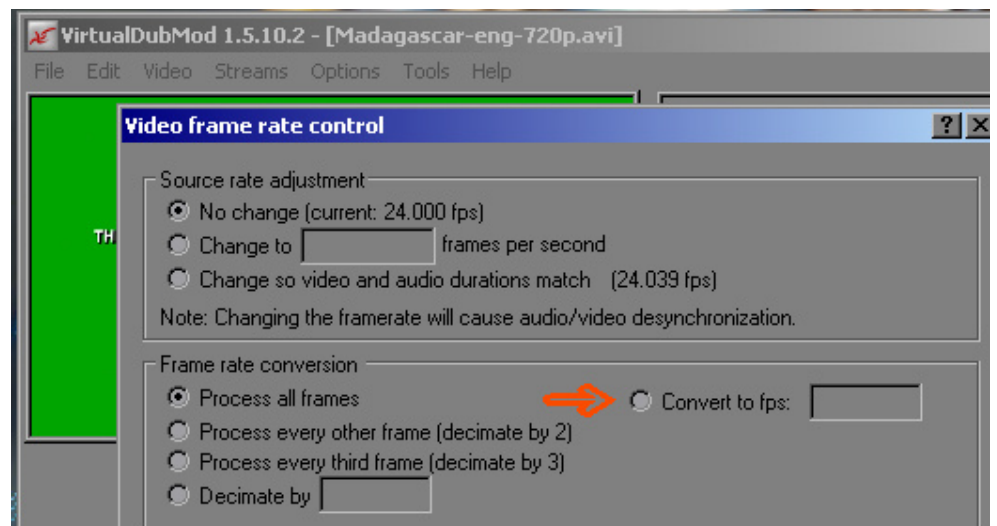 VirtualDubMod 1.5.10.2 - [Madagascar-eng-720p.avi]
File Edit Video Streams Options Tools Help
Video frame rate control
Source rate adjustment
No change (current: 24.000 fps)
TH
Change to frames per second
Change so video and audio durations match (24.039 fps)
Note: Changing the framerate will cause audio/video desynchronization.
Frame rate conversion
Process all frames Convert to fps:
Process every other frame (decimate by 2)
Process every third frame (decimate by 3)
Decimate by